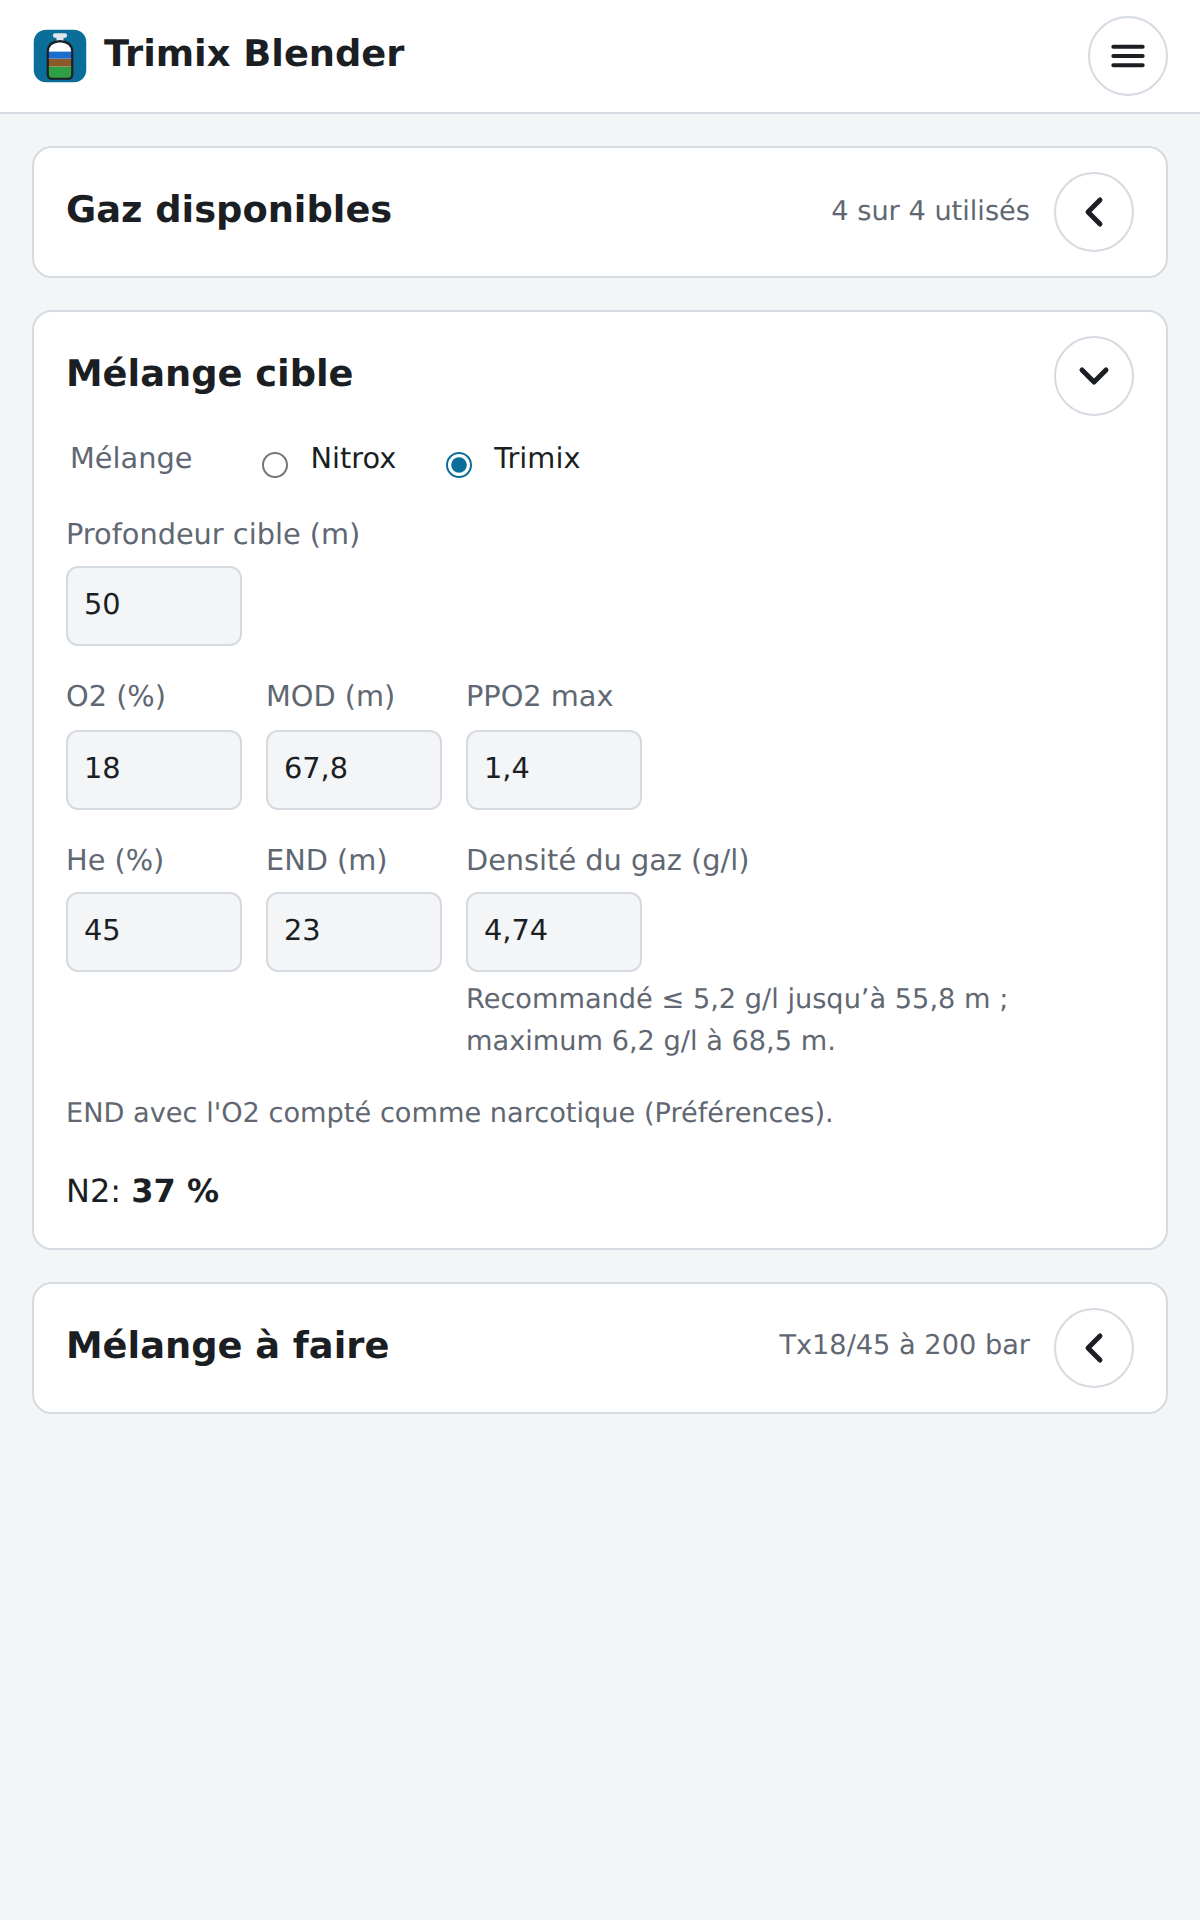 Trimix Blender
Gaz disponibles
4 sur 4 utilisés
Mélange cible
Mélange Nitrox Trimix
Profondeur cible (m)
50
O2 (%) MOD (m) PPO2 max
18 67,8 1,4
He (%) END (m) Densité du gaz (g/l)
45 23 4,74
Recommandé ≤ 5,2 g/l jusqu’à 55,8 m ;
maximum 6,2 g/l à 68,5 m.
END avec l'O2 compté comme narcotique (Préférences).
N2: 37 %
Mélange à faire
Tx18/45 à 200 bar